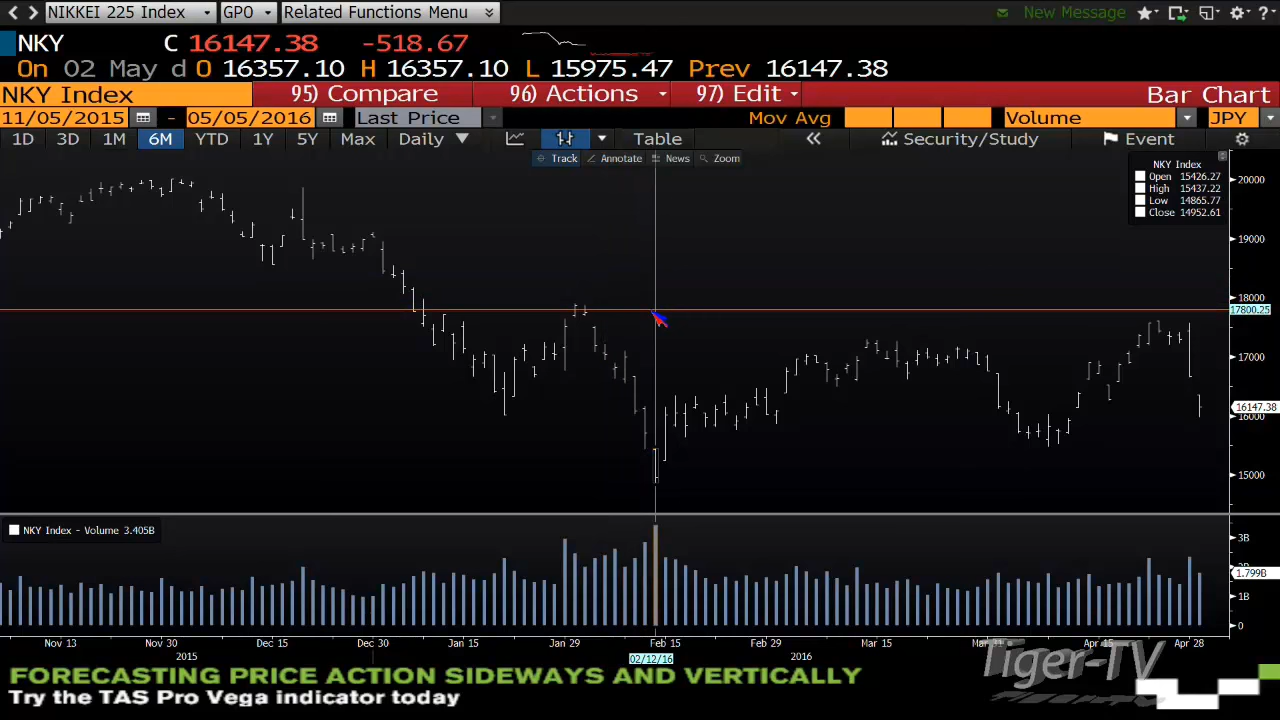 NIKKEI 225 Index GPO Related Functions Menu New Message
NKY C 16147.38 -518.67
On 02 May d O 16357.10 H 16357.10 L 15975.47 Prev 16147.38
NKY Index 95) Compare 96) Actions 97) Edit Bar Chart
11/05/2015 - 05/05/2016 Last Price Mov Avg Volume JPY
1D 3D 1M 6M YTD 1Y 5Y Max Daily Table Security/Study Event
Track Annotate News Zoom
NKY Index
Open 15426.27
High 15437.22
Low 14865.77
Close 14952.61
20000
19000
18000
17800.25
17000
16147.38
16000
15000
NKY Index - Volume 3.405B
3B
1.799B
1B
0
Nov 13 Nov 30 Dec 15 Dec 30 Jan 15 Jan 29 Feb 15 Feb 29 Mar 15 Mar 31 Apr 15 Apr 28
2015 02/12/16 2016
Tiger-TV
FORECASTING PRICE ACTION SIDEWAYS AND VERTICALLY
Try the TAS Pro Vega indicator today